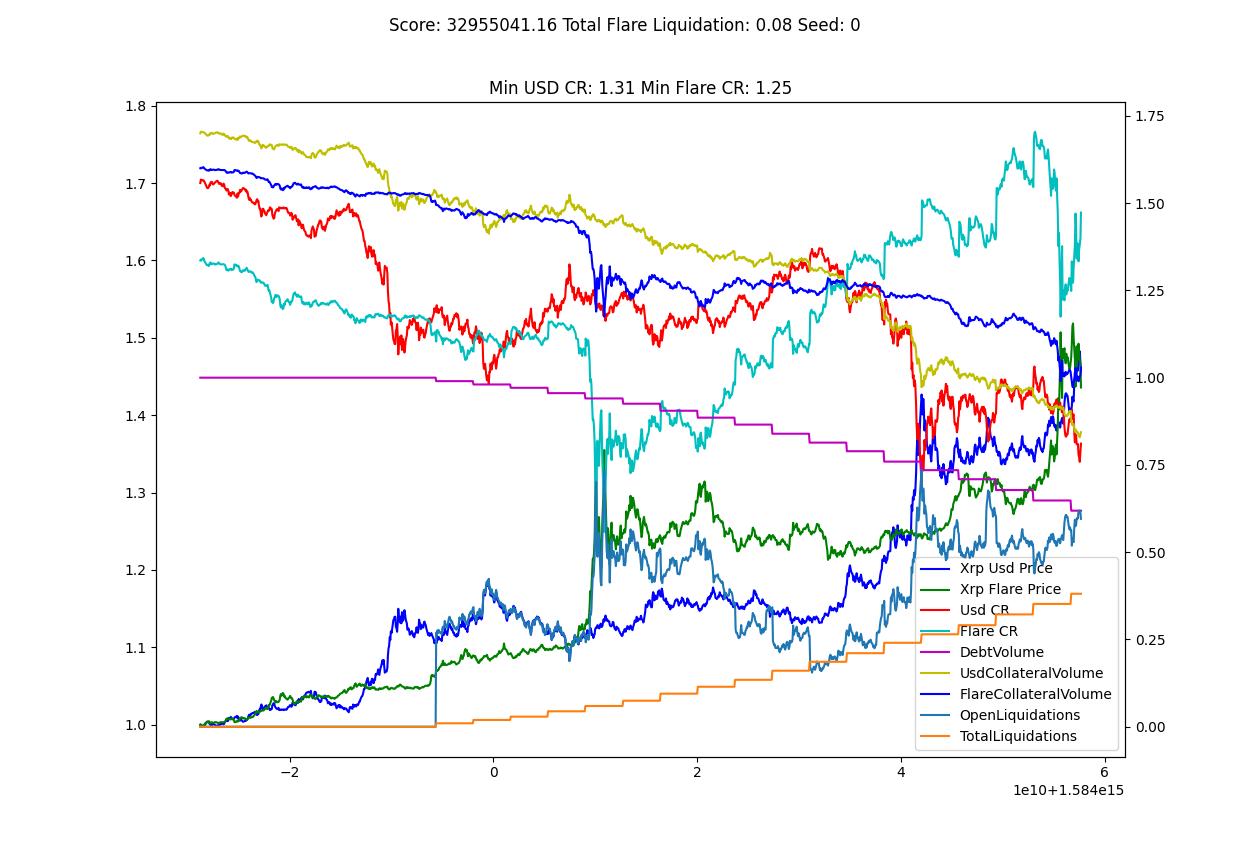 Score: 32955041.16 Total Flare Liquidation: 0.08 Seed: 0
Min USD CR: 1.31 Min Flare CR: 1.25
1.8
1.7
1.6
1.5
1.4
1.3
1.2
1.1
1.0
1.75
1.50
1.25
1.00
0.75
0.50
0.25
0.00
Xrp Usd Price
Xrp Flare Price
Usd CR
Flare CR
DebtVolume
UsdCollateralVolume
FlareCollateralVolume
OpenLiquidations
TotalLiquidations
−2 0 2 4 6
1e10+1.584e15